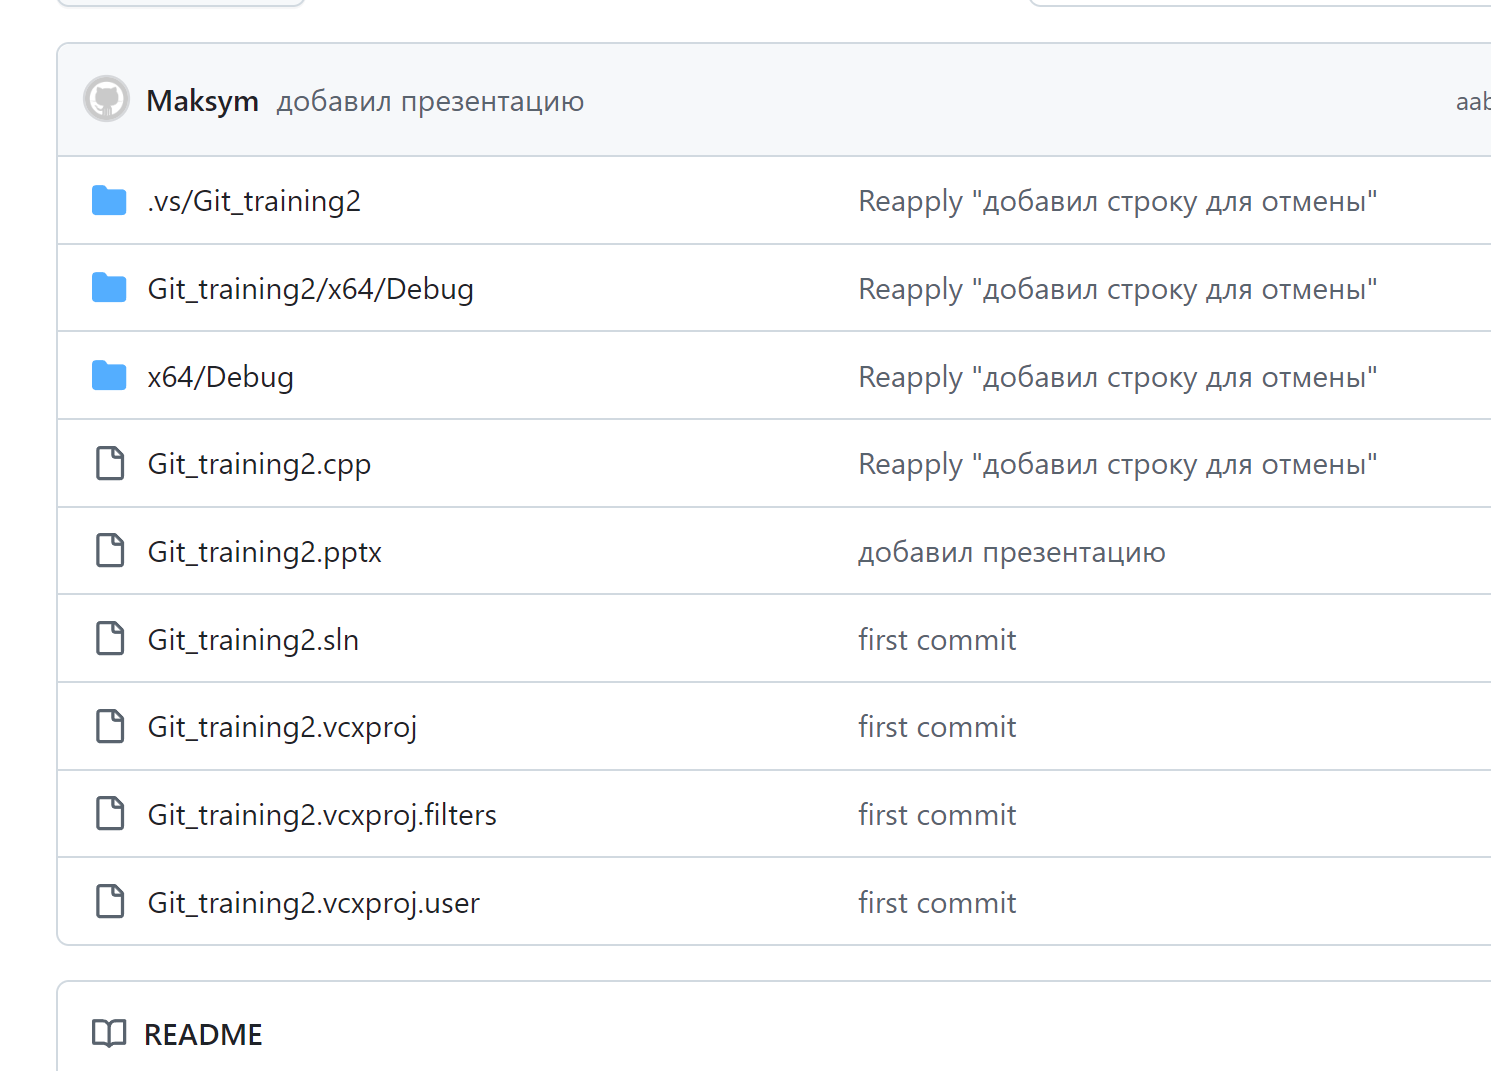 Maksym добавил презентацию aab
.vs/Git_training2 Reapply "добавил строку для отмены"
Git_training2/x64/Debug Reapply "добавил строку для отмены"
x64/Debug Reapply "добавил строку для отмены"
Git_training2.cpp Reapply "добавил строку для отмены"
Git_training2.pptx добавил презентацию
Git_training2.sln first commit
Git_training2.vcxproj first commit
Git_training2.vcxproj.filters first commit
Git_training2.vcxproj.user first commit
README